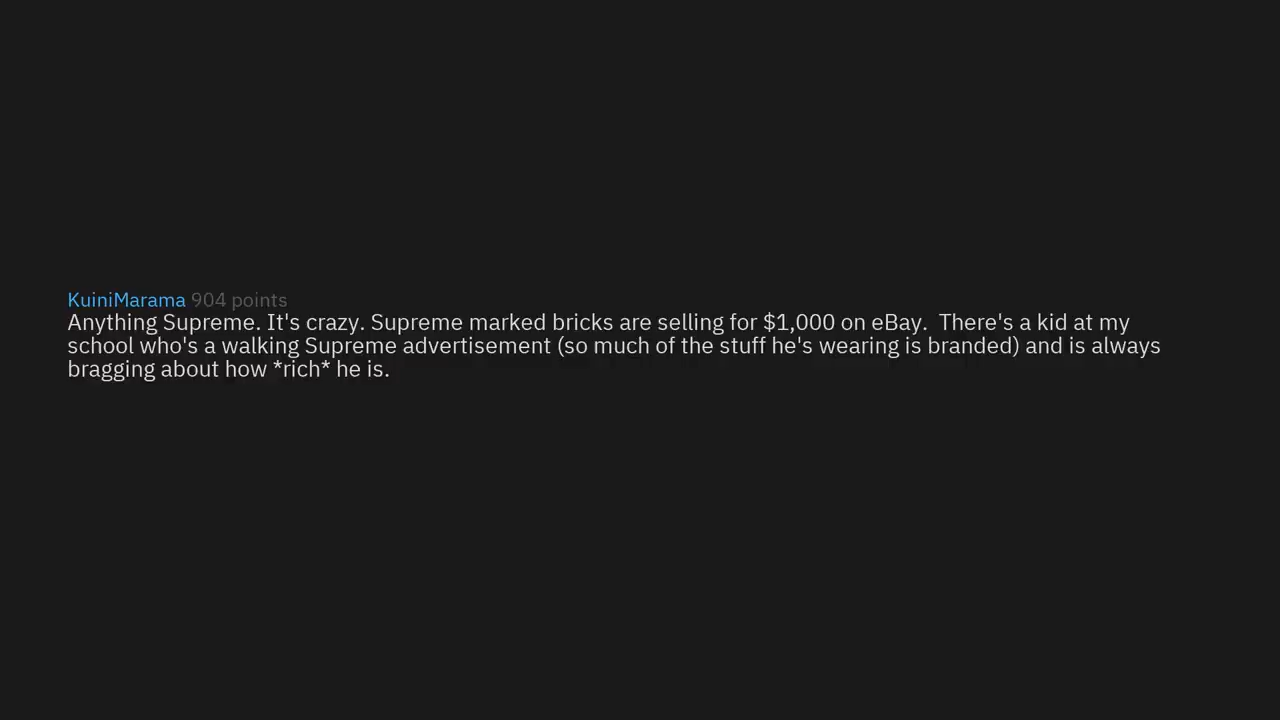 KuiniMarama 904 points
Anything Supreme. It's crazy. Supreme marked bricks are selling for $1,000 on eBay.  There's a kid at my
school who's a walking Supreme advertisement (so much of the stuff he's wearing is branded) and is always
bragging about how *rich* he is.